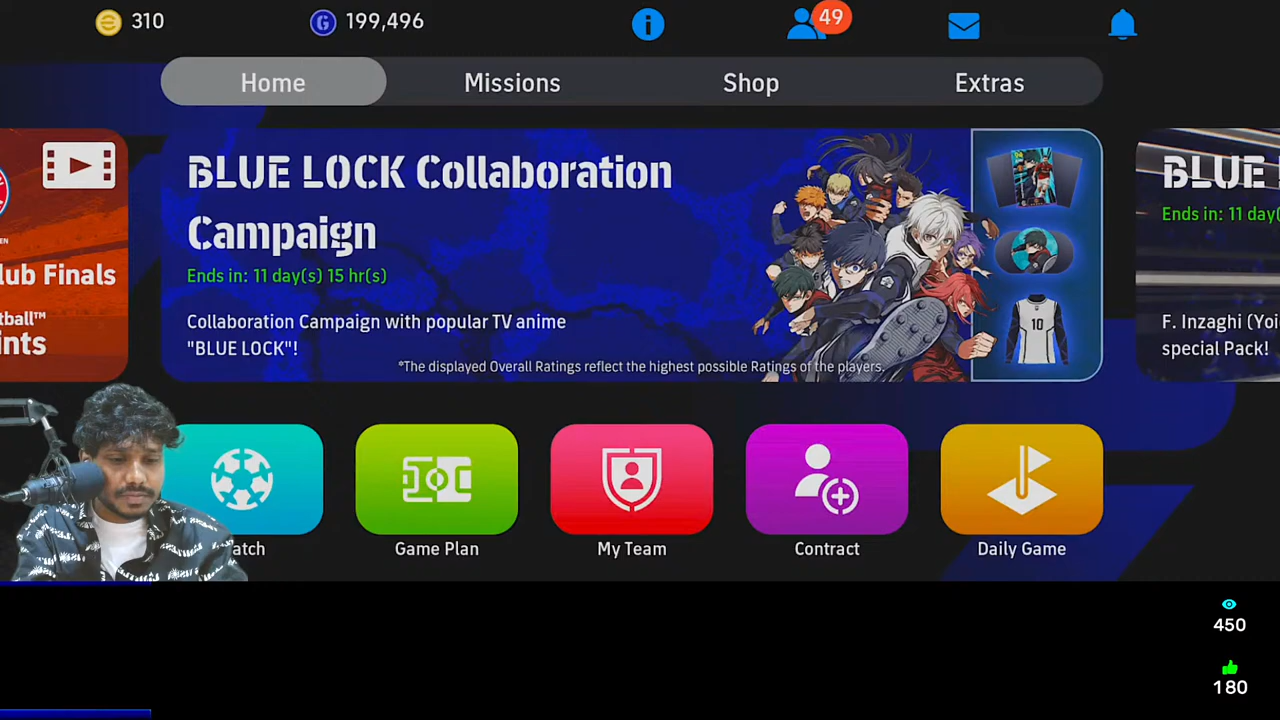 310
199,496
49
Home
Missions
Shop
Extras
EN
lub Finals
tball™
ints
BLUE LOCK Collaboration
Campaign
Ends in: 11 day(s) 15 hr(s)
Collaboration Campaign with popular TV anime
"BLUE LOCK"!
*The displayed Overall Ratings reflect the highest possible Ratings of the players.
10
BLUE
Ends in: 11 day(
F. Inzaghi (Yoi
special Pack!
atch
Game Plan
My Team
Contract
Daily Game
450
180